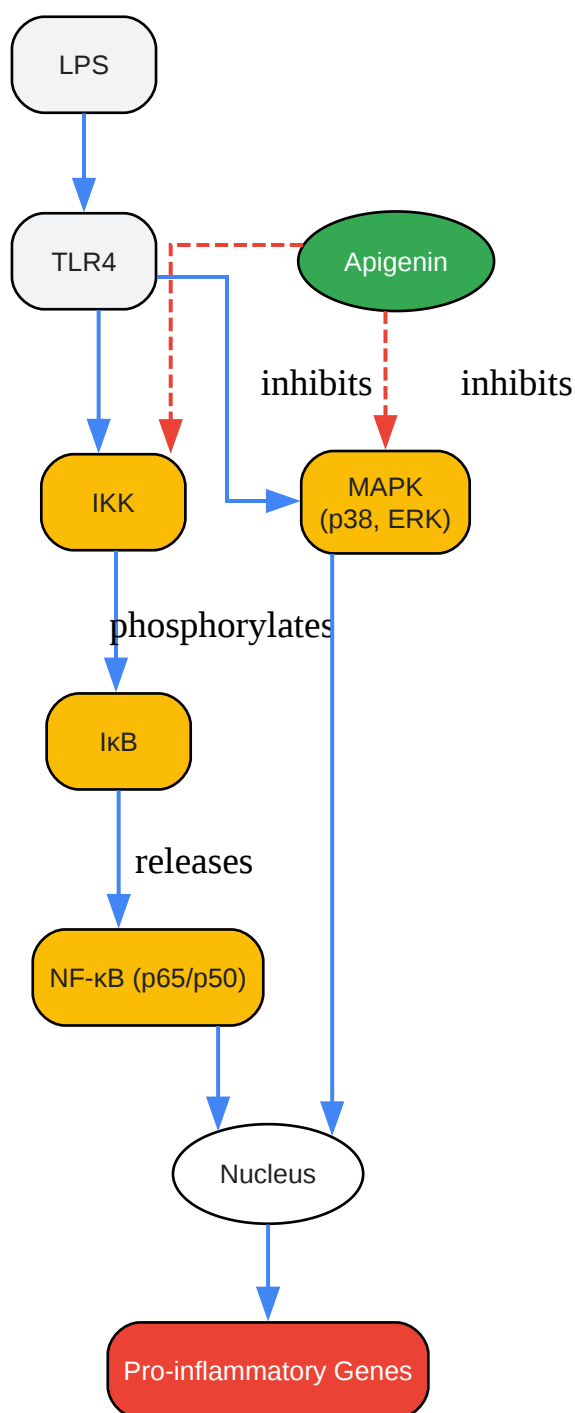 LPS
TLR4
Apigenin
inhibits
inhibits
IKK
MAPK
(p38, ERK)
phosphorylates
IκB
releases
NF-κB (p65/p50)
Nucleus
Pro-inflammatory Genes